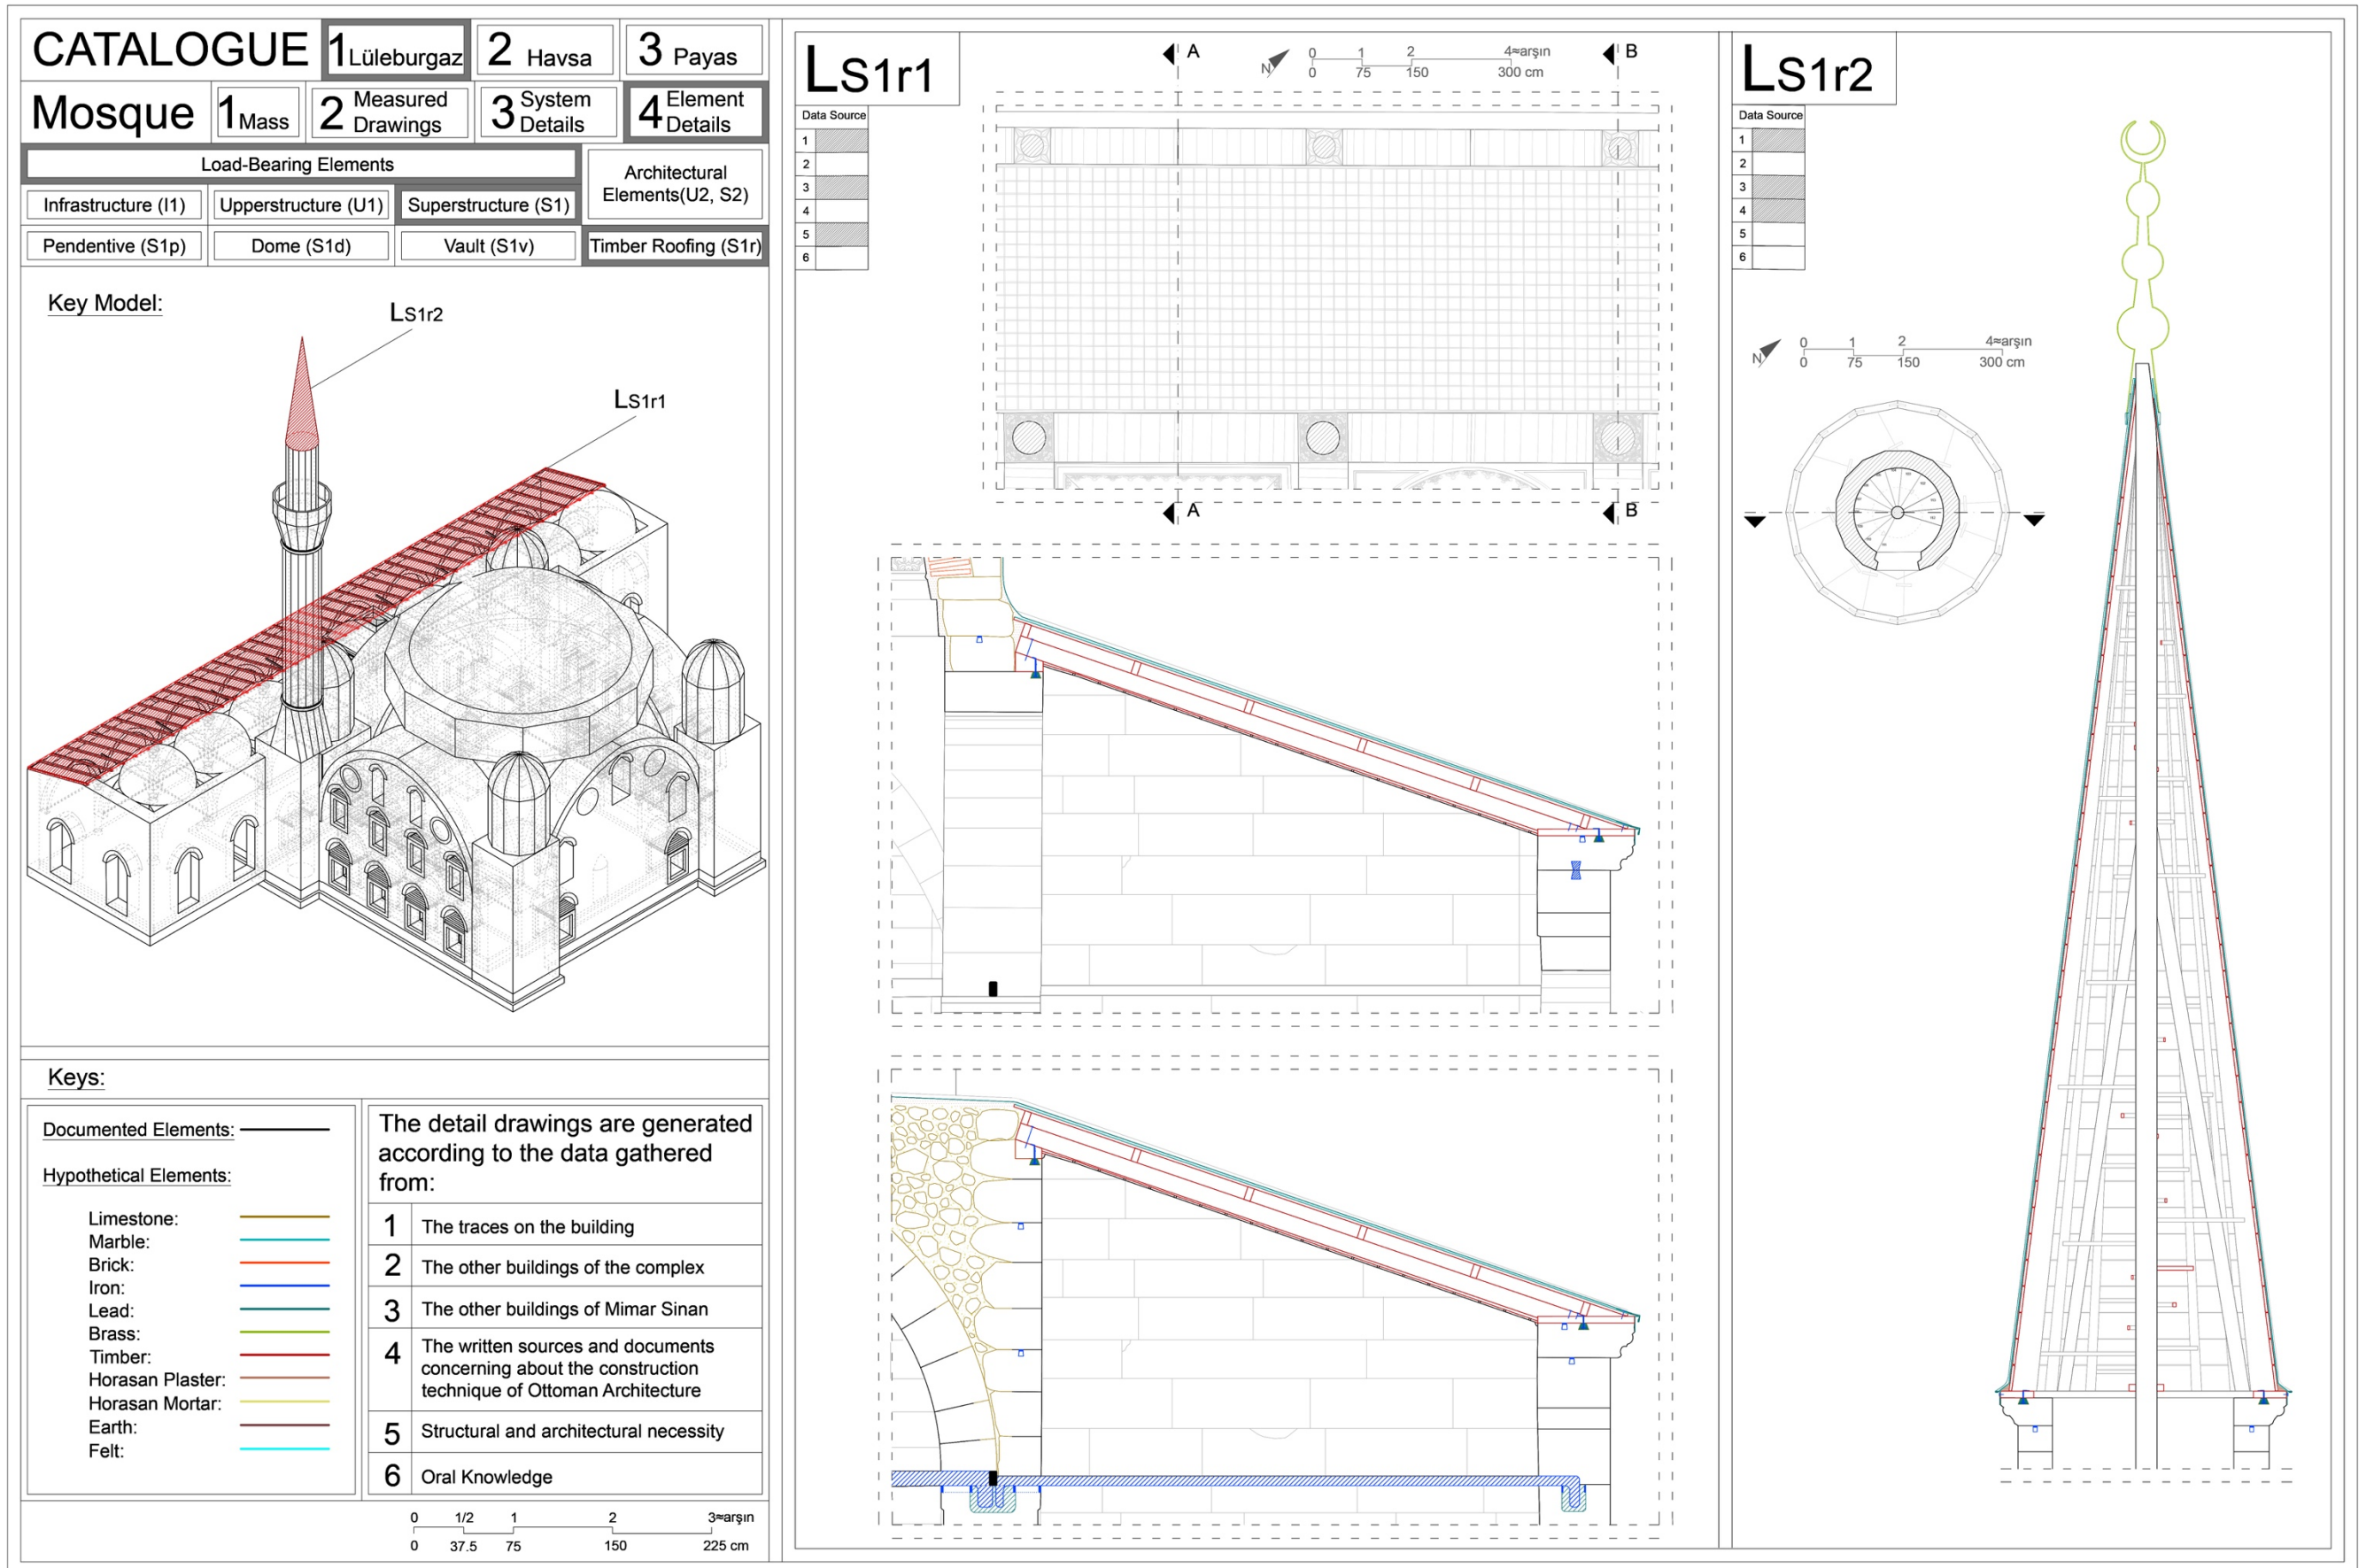 CATALOGUE
1 Lüleburgaz
2 Havsa
3 Payas
Mosque
1 Mass
2 Measured
Drawings
3 System
Details
4 Element
Details
Load-Bearing Elements
Architectural
Elements(U2, S2)
Infrastructure (I1)
Upperstructure (U1)
Superstructure (S1)
Pendentive (S1p)
Dome (S1d)
Vault (S1v)
Timber Roofing (S1r)
Key Model:
LS1r2
LS1r1
Keys:
Documented Elements:
Hypothetical Elements:
Limestone:
Marble:
Brick:
Iron:
Lead:
Brass:
Timber:
Horasan Plaster:
Horasan Mortar:
Earth:
Felt:
The detail drawings are generated
according to the data gathered
from:
1 The traces on the building
2 The other buildings of the complex
3 The other buildings of Mimar Sinan
4 The written sources and documents
concerning about the construction
technique of Ottoman Architecture
5 Structural and architectural necessity
6 Oral Knowledge
0 1/2 1 2 3≈arşın
0 37.5 75 150 225 cm
LS1r1
Data Source
1
2
3
4
5
6
A
B
N
0 1 2 4≈arşın
0 75 150 300 cm
A
B
LS1r2
Data Source
1
2
3
4
5
6
N
0 1 2 4≈arşın
0 75 150 300 cm